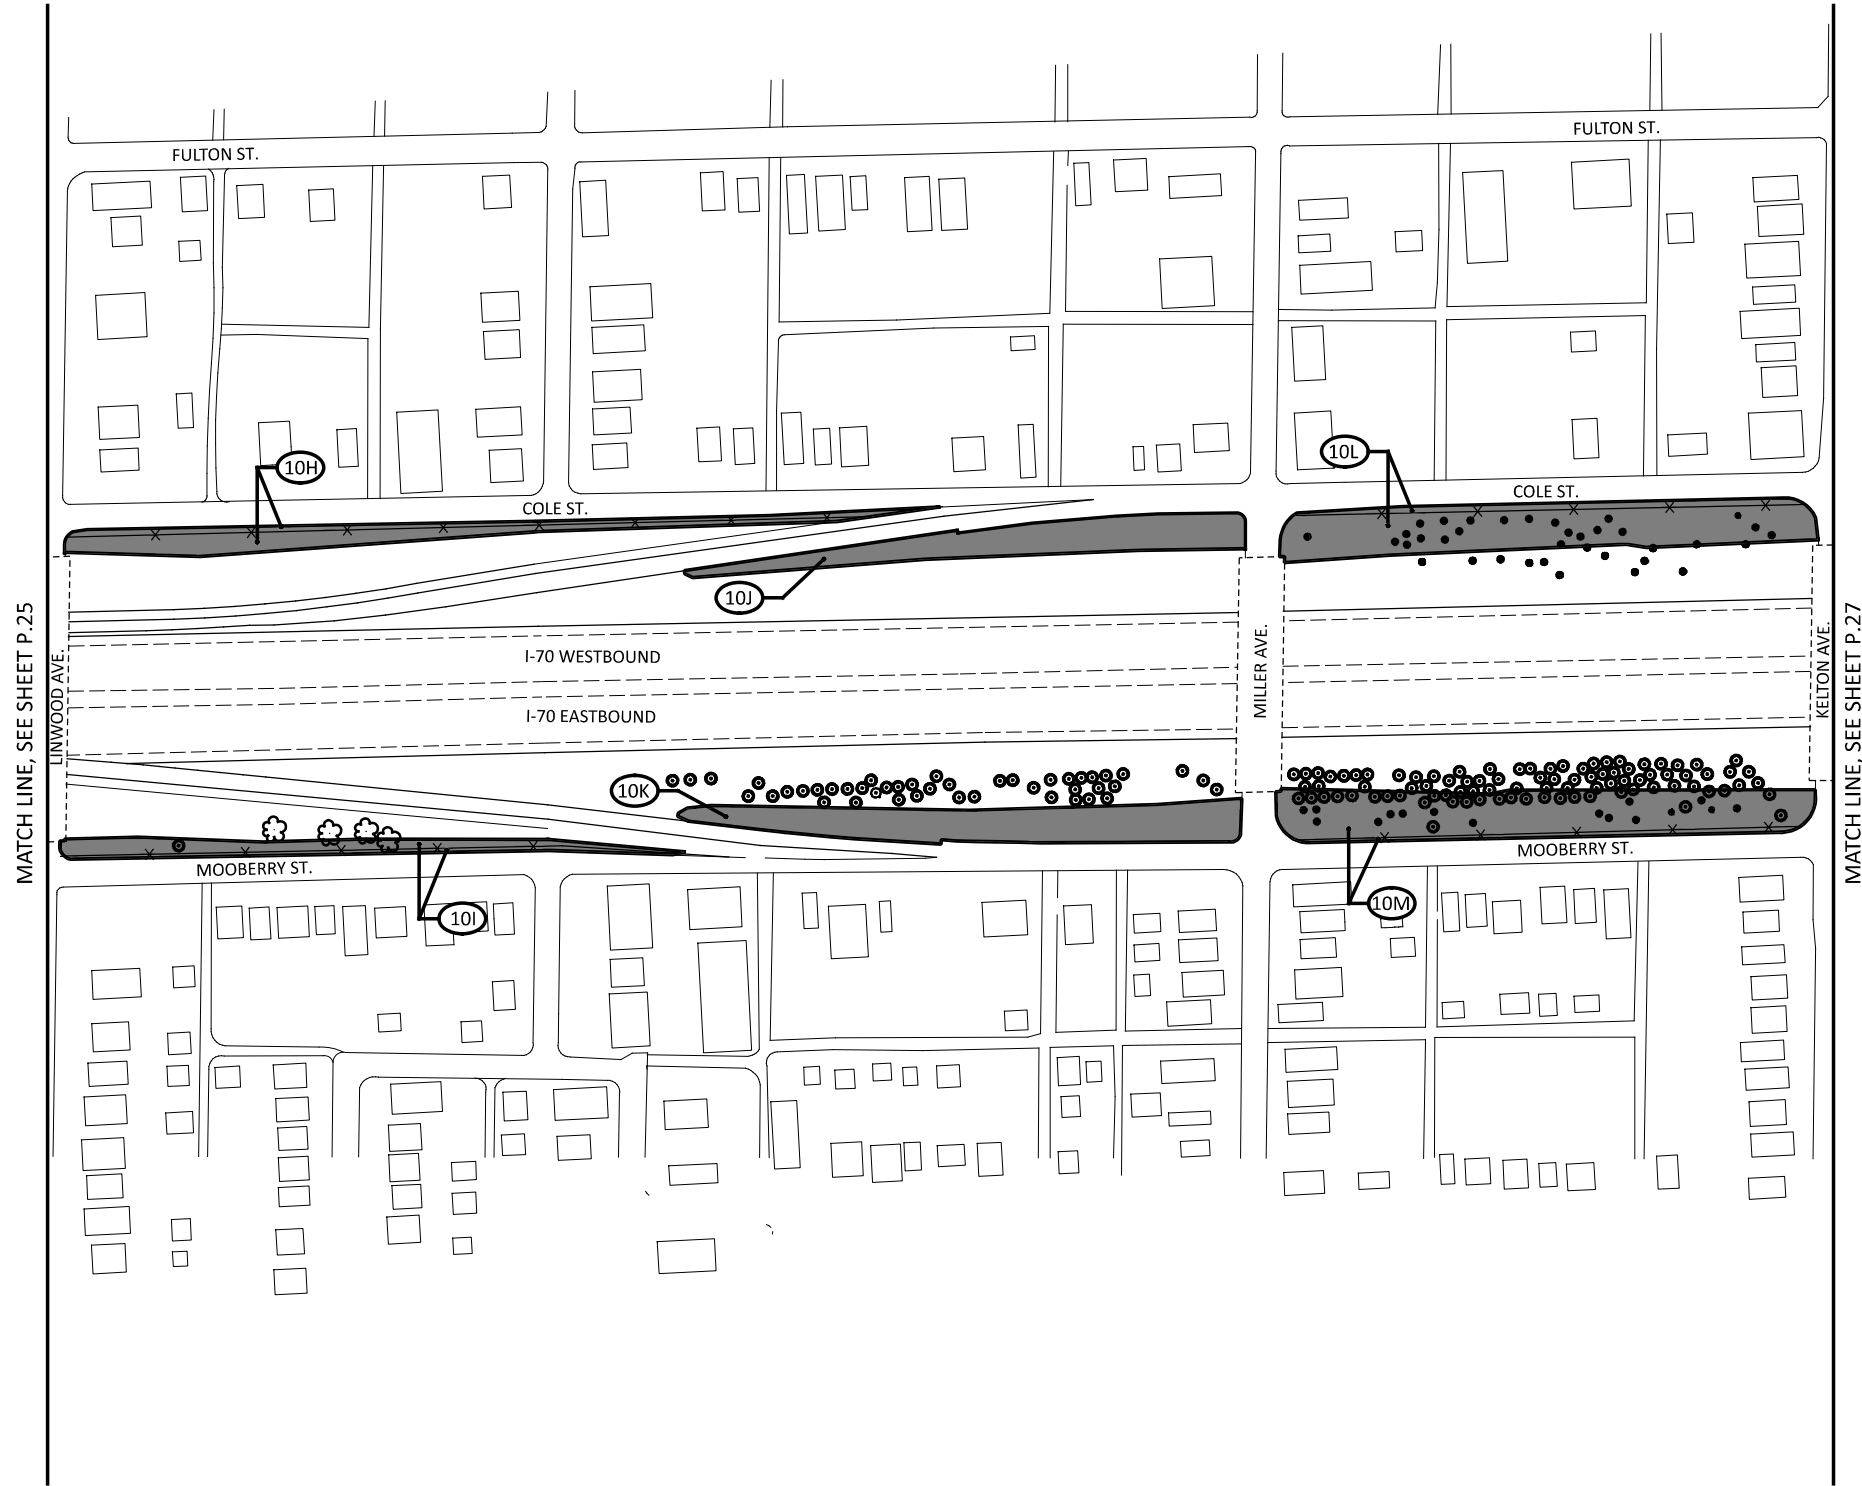 FULTON ST.
FULTON ST.
10H
10L
COLE ST.
COLE ST.
10J
MATCH LINE, SEE SHEET P.25
LINWOOD AVE.
I-70 WESTBOUND
I-70 EASTBOUND
MILLER AVE.
KELTON AVE.
MATCH LINE, SEE SHEET P.27
10K
MOOBERRY ST.
MOOBERRY ST.
10I
10M